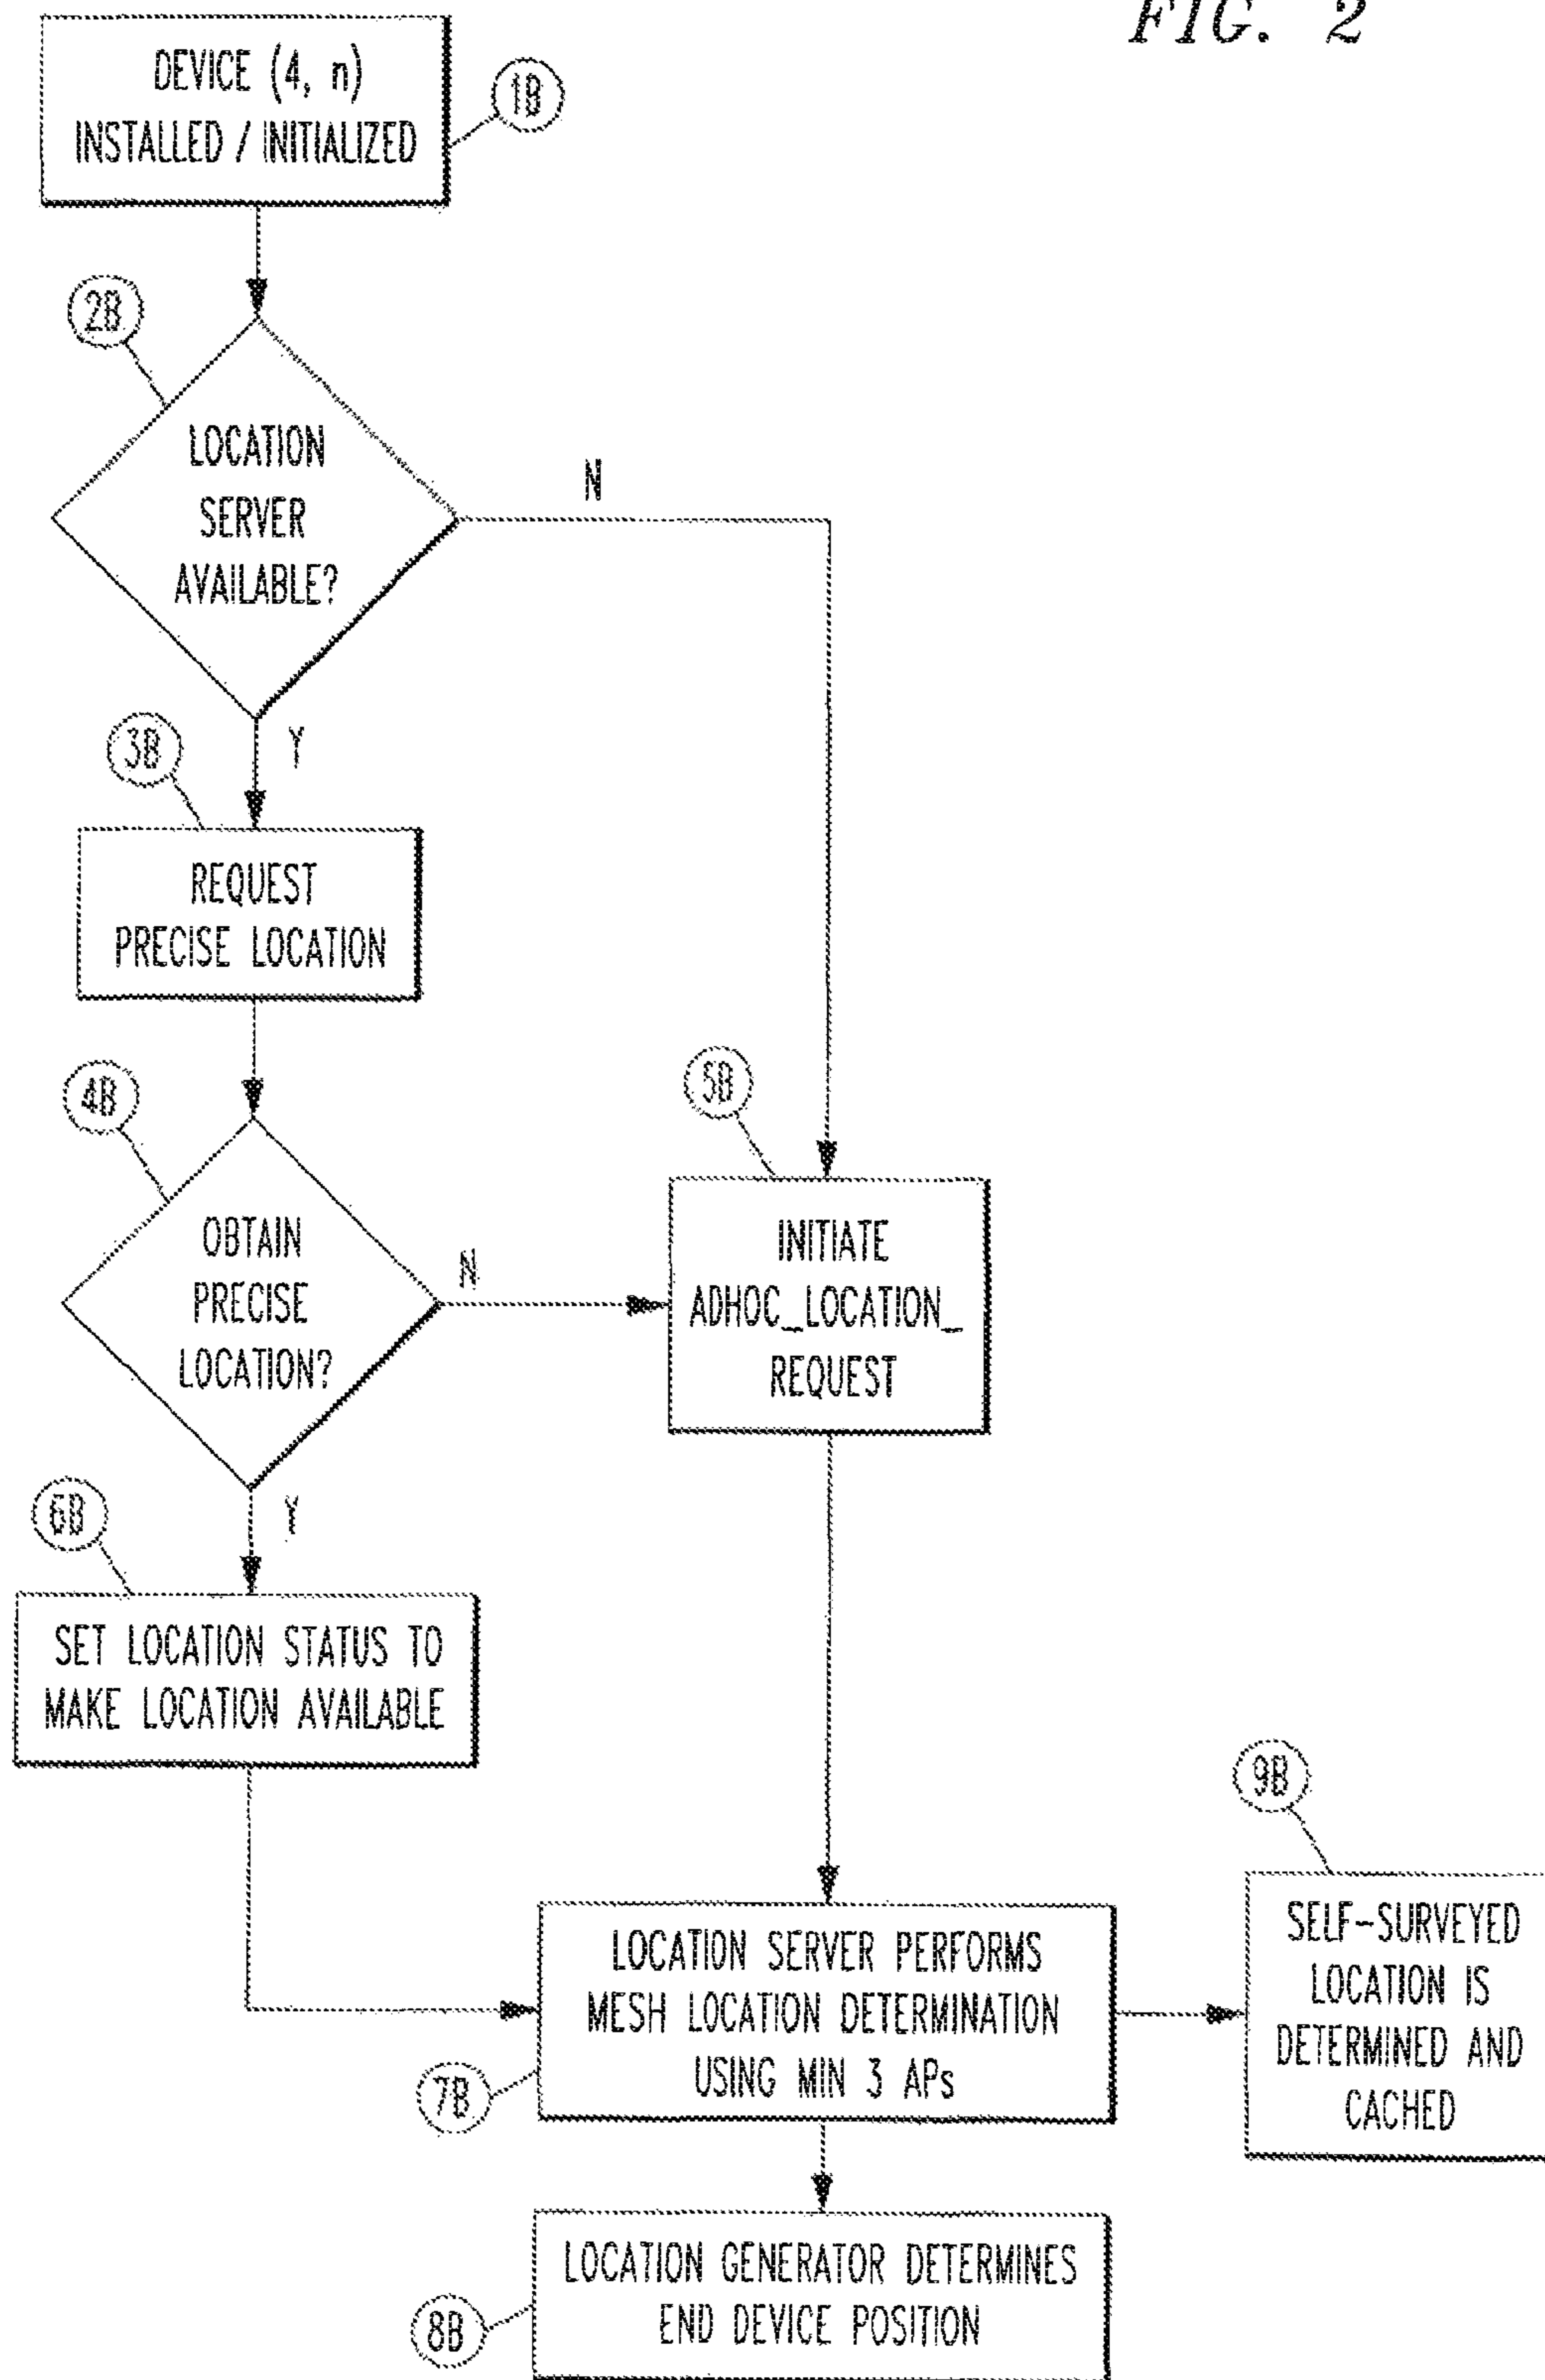 FIG. 2
DEVICE (4, n)
INSTALLED / INITIALIZED
1B
2B
LOCATION
SERVER
AVAILABLE?
N
Y
3B
REQUEST
PRECISE LOCATION
4B
OBTAIN
PRECISE
LOCATION?
N
5B
INITIATE
ADHOC_LOCATION_
REQUEST
Y
6B
SET LOCATION STATUS TO
MAKE LOCATION AVAILABLE
7B
LOCATION SERVER PERFORMS
MESH LOCATION DETERMINATION
USING MIN 3 APs
9B
SELF-SURVEYED
LOCATION IS
DETERMINED AND
CACHED
8B
LOCATION GENERATOR DETERMINES
END DEVICE POSITION